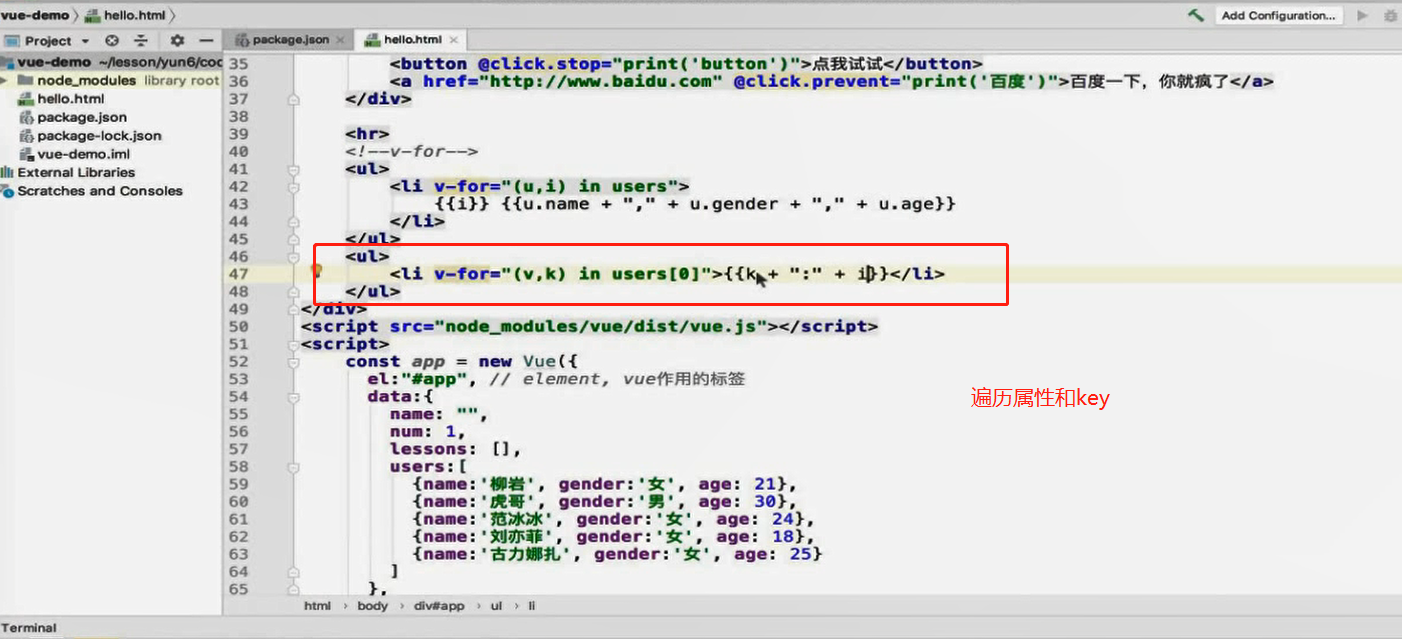 vue-demo hello.html
Add Configuration...
Project
package.json
hello.html
vue-demo ~/lesson/yun6/coc
node_modules library root
hello.html
package.json
package-lock.json
vue-demo.iml
External Libraries
Scratches and Consoles
35 <button @click.stop="print('button')">点我试试</button>
36 <a href="http://www.baidu.com" @click.prevent="print('百度')">百度一下，你就疯了</a>
37 </div>
38
39 <hr>
40 <!--v-for-->
41 <ul>
42 <li v-for="(u,i) in users">
43 {{i}} {{u.name + "," + u.gender + "," + u.age}}
44 </li>
45 </ul>
46 <ul>
47 <li v-for="(v,k) in users[0]">{{k + ":" + i}}</li>
48 </ul>
49 </div>
50 <script src="node_modules/vue/dist/vue.js"></script>
51 <script>
52 const app = new Vue({
53 el:"#app", // element, vue作用的标签
54 data:{
55 name: "",
56 num: 1,
57 lessons: [],
58 users:[
59 {name:'柳岩', gender:'女', age: 21},
60 {name:'虎哥', gender:'男', age: 30},
61 {name:'范冰冰', gender:'女', age: 24},
62 {name:'刘亦菲', gender:'女', age: 18},
63 {name:'古力娜扎', gender:'女', age: 25}
64 ]
65 },
遍历属性和key
html › body › div#app › ul › li
Terminal